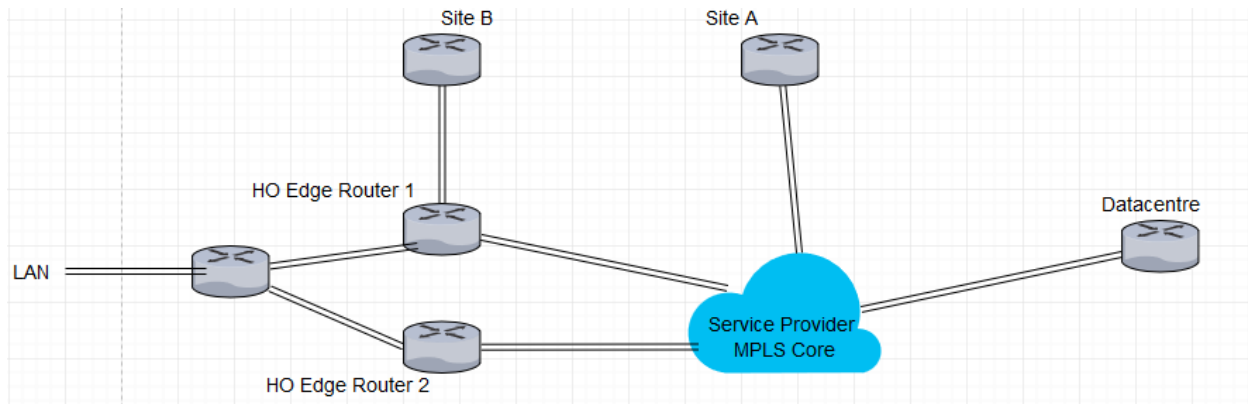 Site B
Site A
HO Edge Router 1
Datacentre
LAN
Service Provider
MPLS Core
HO Edge Router 2